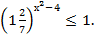 (1 2/7)^(x²−4) ≤ 1.